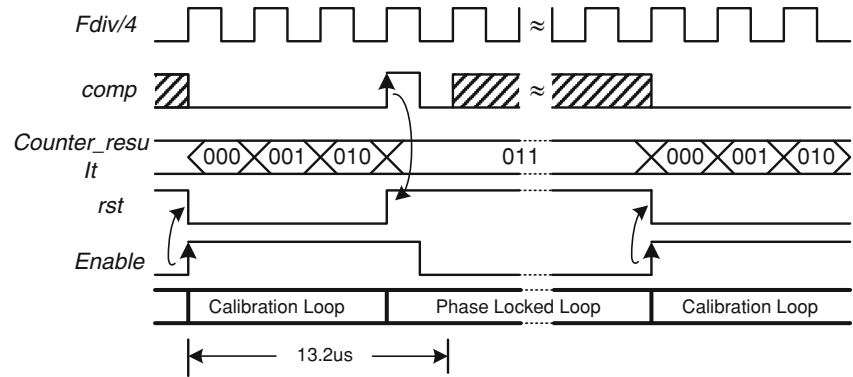 Fdiv/4
≈
comp
≈
Counter_resu
lt
000 001 010 011 000 001 010
rst
Enable
Calibration Loop Phase Locked Loop Calibration Loop
13.2us